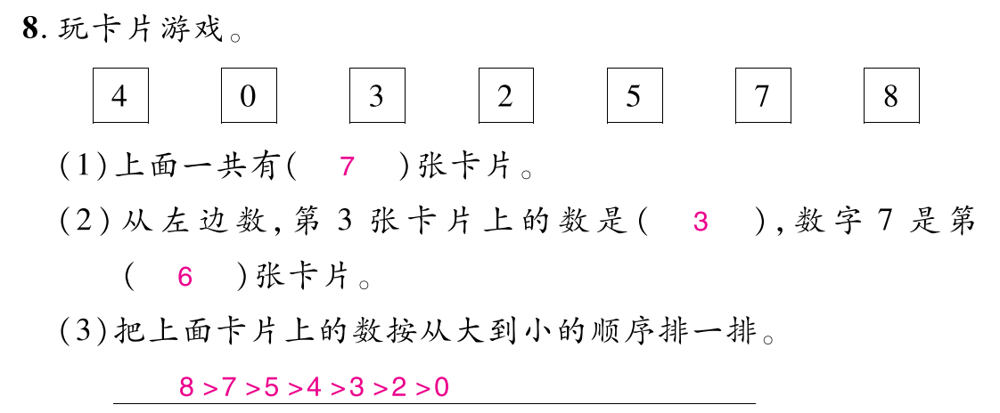 8. 玩卡片游戏。
4 0 3 2 5 7 8
(1)上面一共有( 7 )张卡片。
(2)从左边数,第 3 张卡片上的数是( 3 ),数字 7 是第
( 6 )张卡片。
(3)把上面卡片上的数按从大到小的顺序排一排。
8 >7 >5 >4 >3 >2 >0